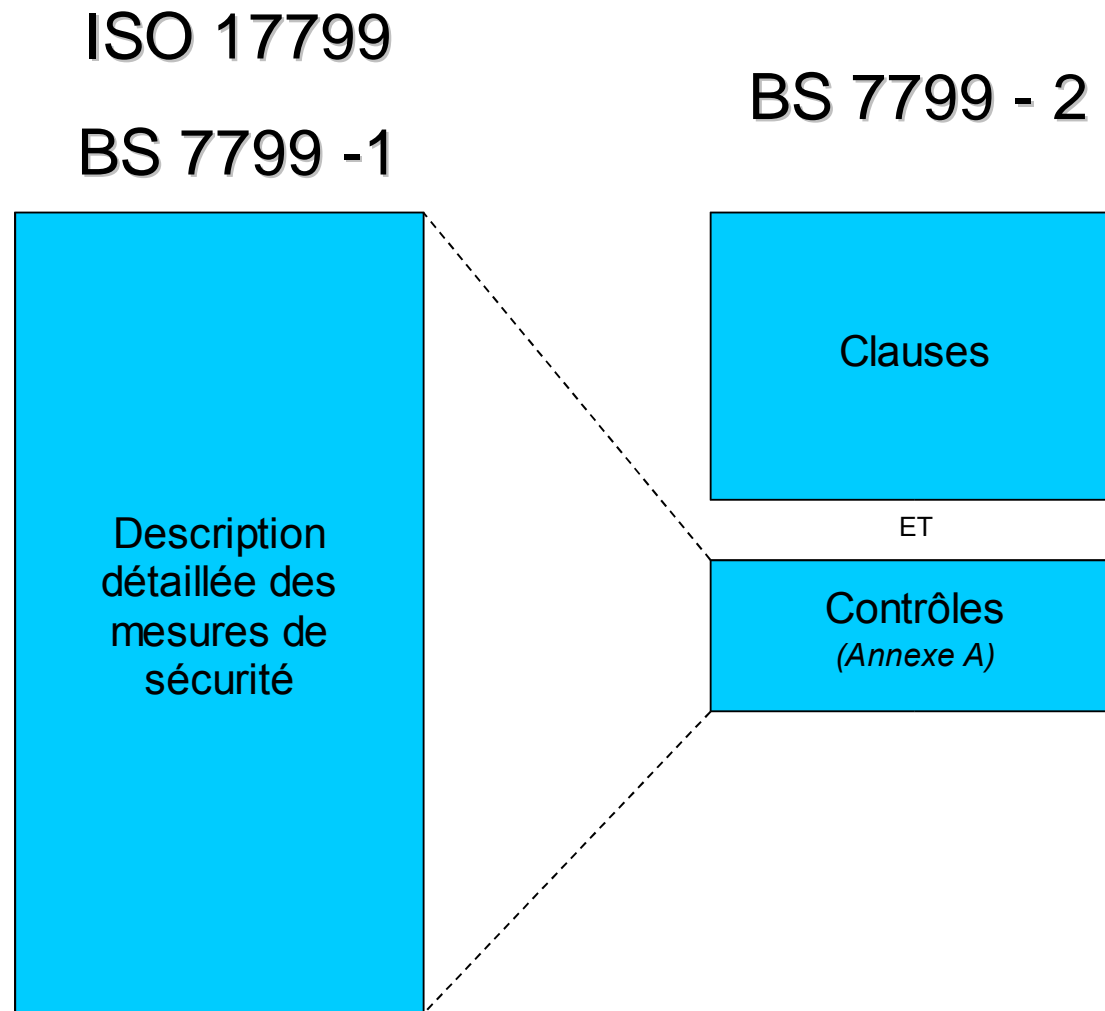 ISO 17799
BS 7799 -1
BS 7799 - 2
Description
détaillée des
mesures de
sécurité
Clauses
ET
Contrôles
(Annexe A)